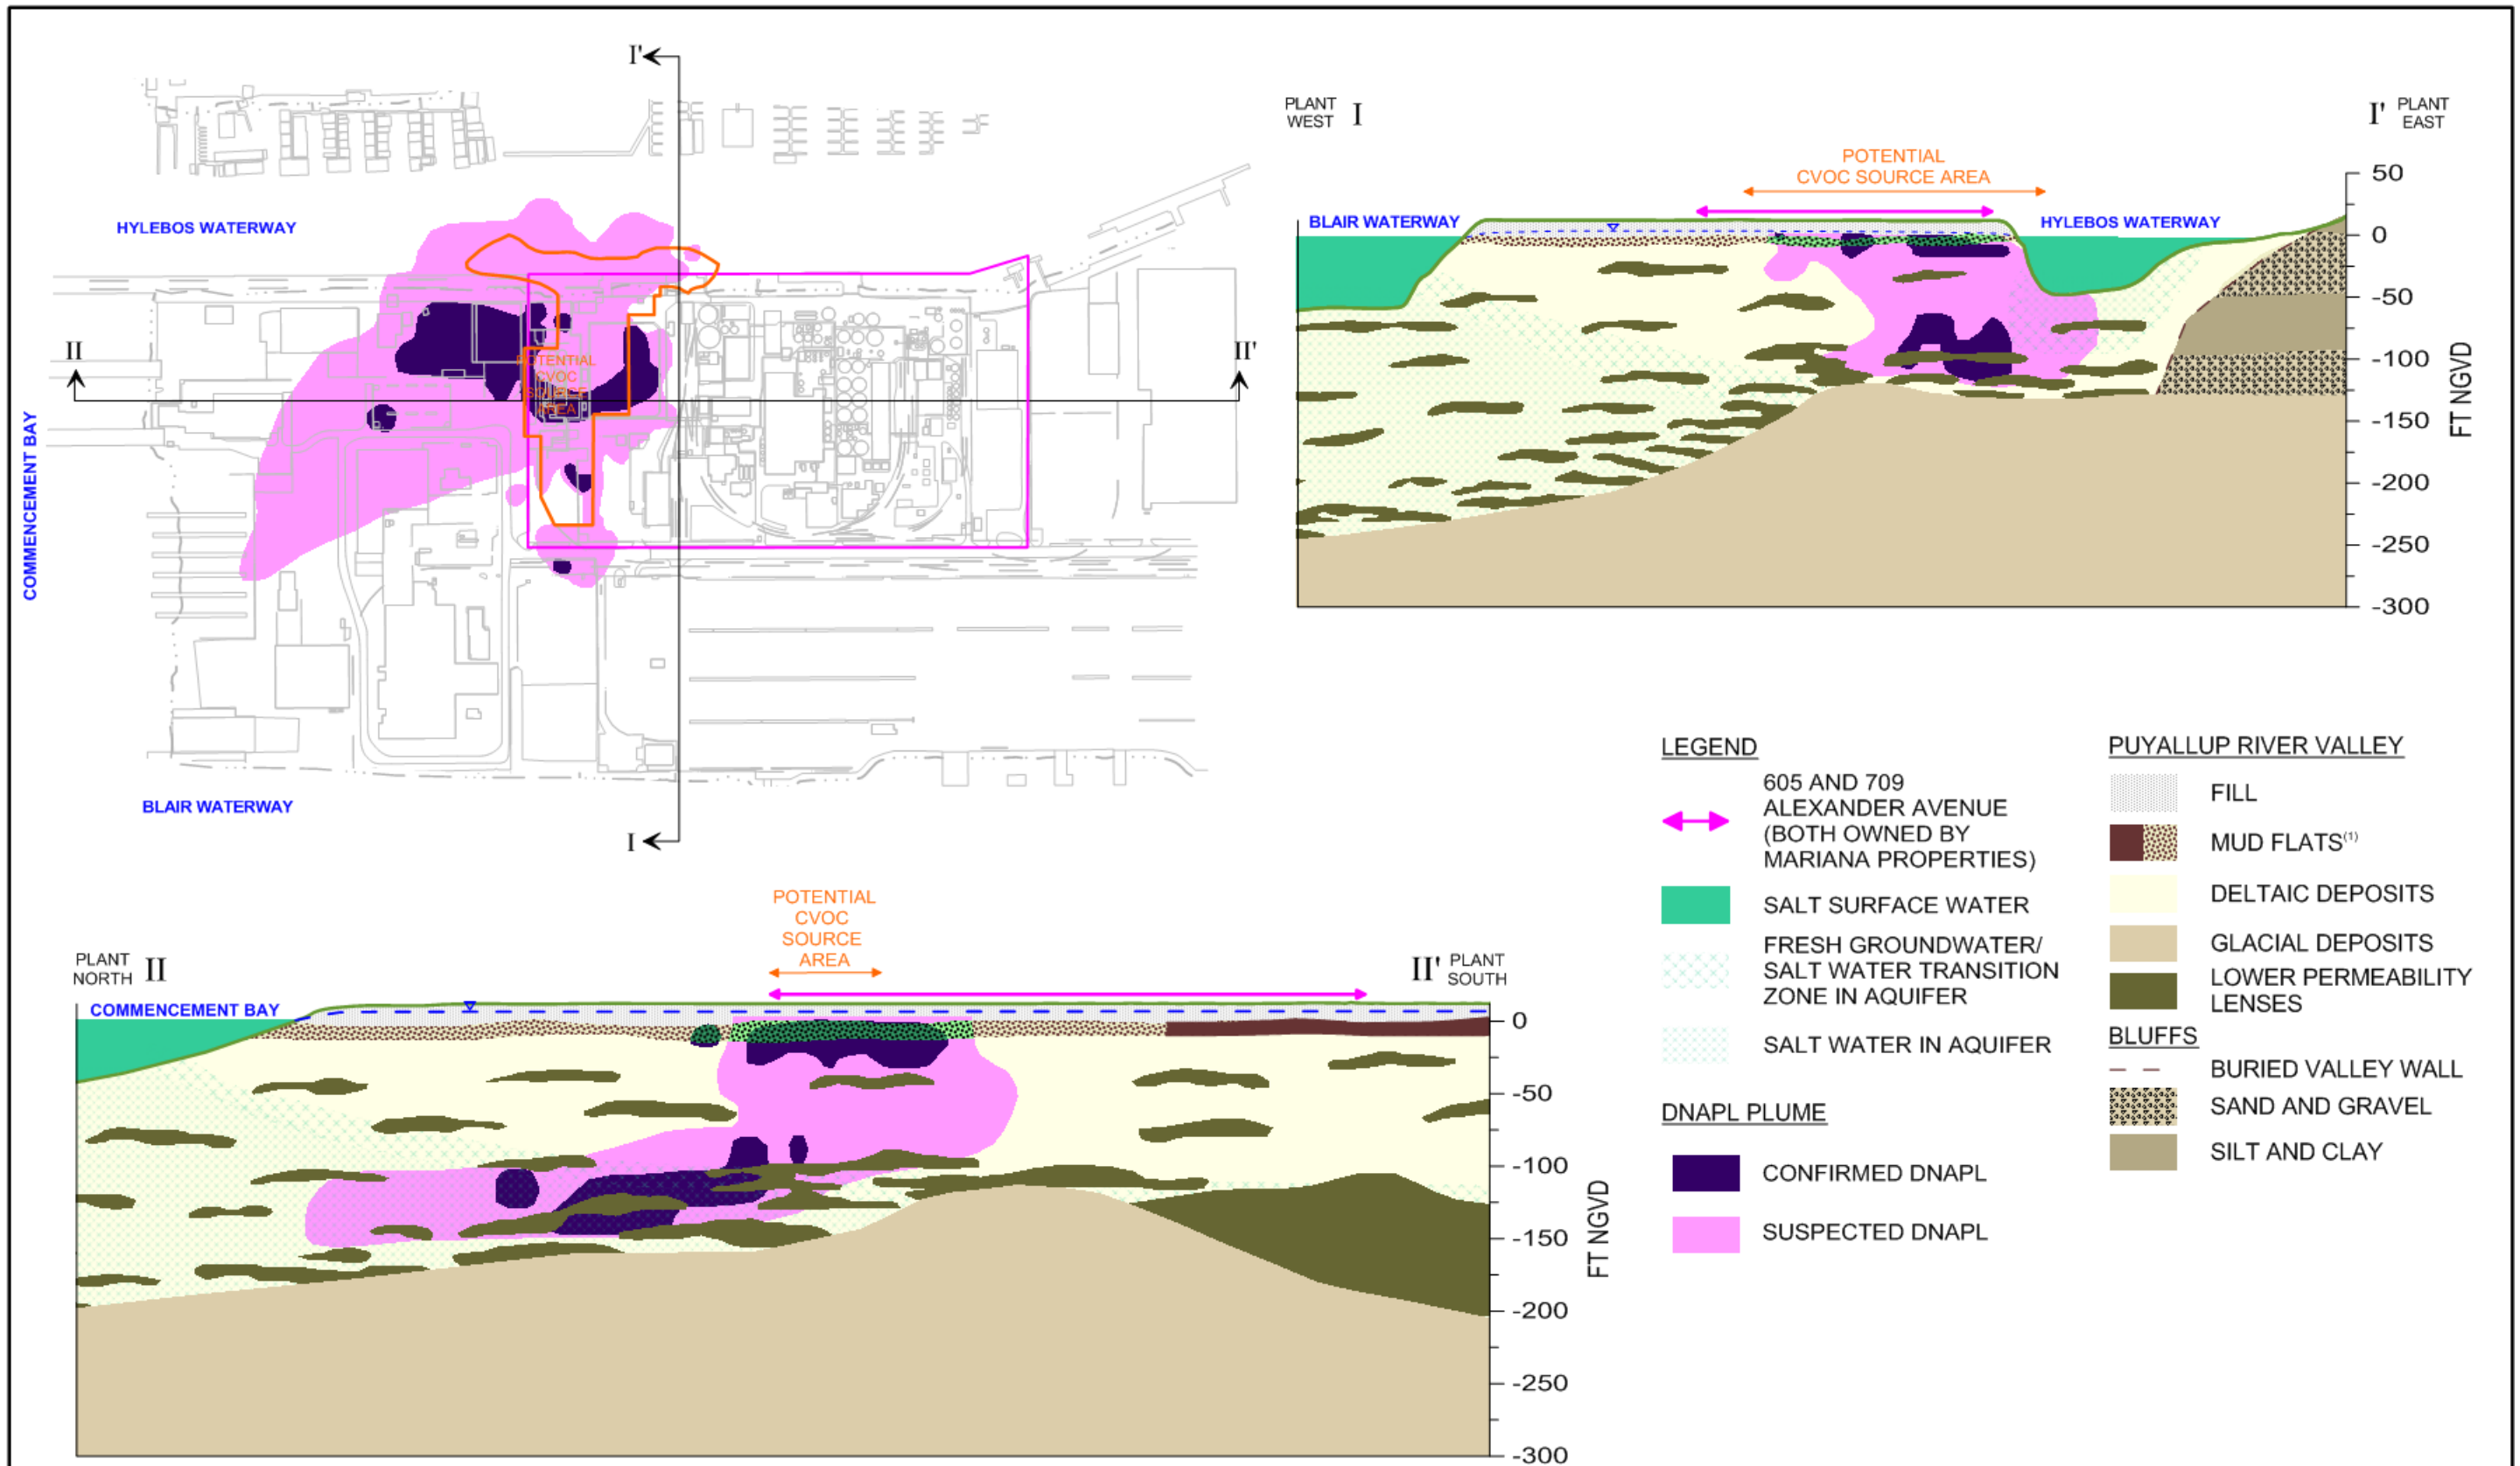 I'
HYLEBOS WATERWAY
II
II'
POTENTIAL
CVOC
SOURCE
AREA
COMMENCEMENT BAY
BLAIR WATERWAY
I
PLANT
WEST
I
I'
PLANT
EAST
POTENTIAL
CVOC SOURCE AREA
BLAIR WATERWAY
HYLEBOS WATERWAY
50
0
-50
-100
-150
-200
-250
-300
FT NGVD
POTENTIAL
CVOC
SOURCE
AREA
PLANT
NORTH
II
II'
PLANT
SOUTH
COMMENCEMENT BAY
0
-50
-100
-150
-200
-250
-300
FT NGVD
LEGEND
605 AND 709
ALEXANDER AVENUE
(BOTH OWNED BY
MARIANA PROPERTIES)
SALT SURFACE WATER
FRESH GROUNDWATER/
SALT WATER TRANSITION
ZONE IN AQUIFER
SALT WATER IN AQUIFER
DNAPL PLUME
CONFIRMED DNAPL
SUSPECTED DNAPL
PUYALLUP RIVER VALLEY
FILL
MUD FLATS(1)
DELTAIC DEPOSITS
GLACIAL DEPOSITS
LOWER PERMEABILITY
LENSES
BLUFFS
BURIED VALLEY WALL
SAND AND GRAVEL
SILT AND CLAY